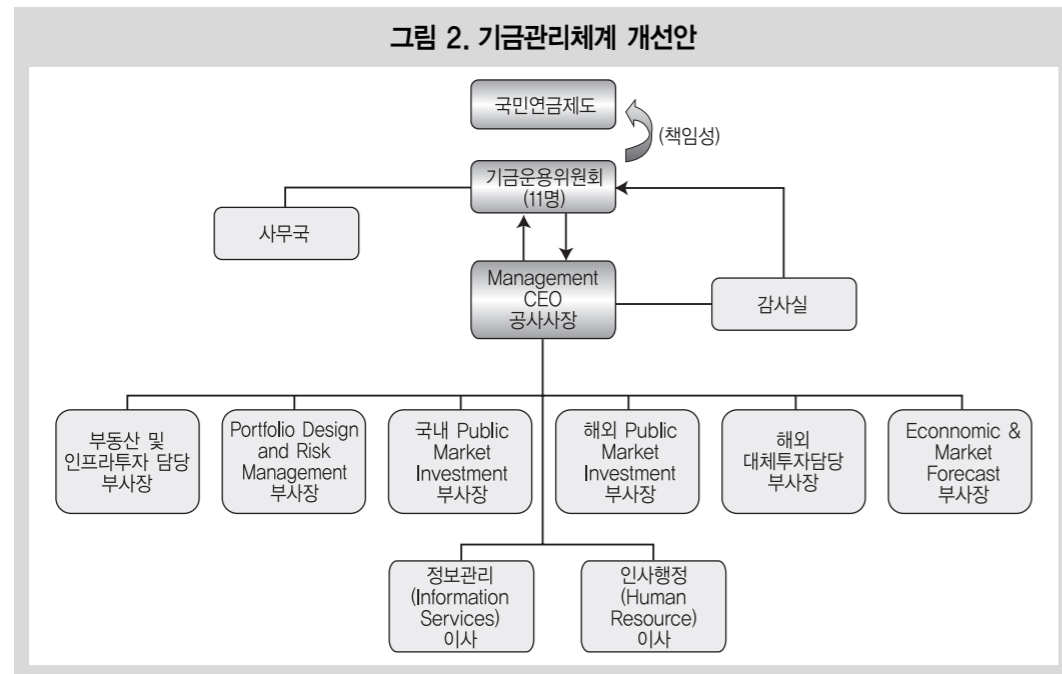 그림 2. 기금관리체계 개선안
국민연금제도
(책임성)
기금운용위원회
(11명)
사무국
Management
CEO
공사사장
감사실
부동산 및
인프라투자 담당
부사장
Portfolio Design
and Risk
Management
부사장
국내 Public
Market
Investment
부사장
해외 Public
Market
Investment
부사장
해외
대체투자담당
부사장
Econnomic &
Market
Forecast
부사장
정보관리
(Information
Services)
이사
인사행정
(Human
Resource)
이사